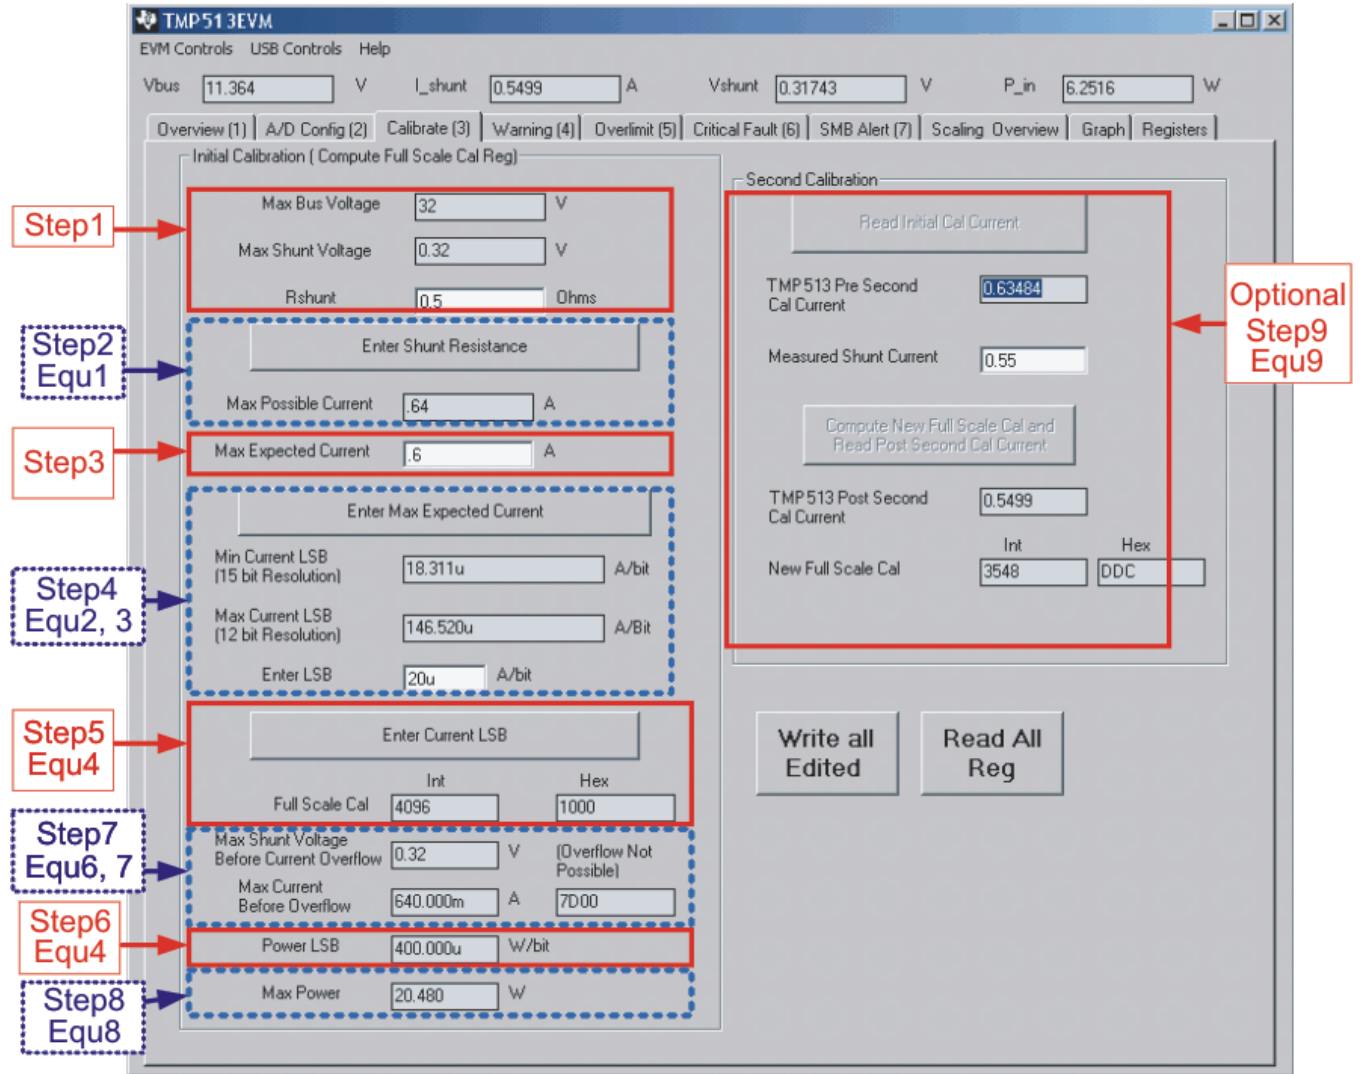 TMP513EVM
EVM Controls USB Controls Help
Vbus 11.364 V I_shunt 0.5499 A Vshunt 0.31743 V P_in 6.2516 W
Overview (1) A/D Config (2) Calibrate (3) Warning (4) Overlimit (5) Critical Fault (6) SMB Alert (7) Scaling Overview Graph Registers
Initial Calibration ( Compute Full Scale Cal Reg)
Step1
Max Bus Voltage 32 V
Max Shunt Voltage 0.32 V
Rshunt 0.5 Ohms
Step2
Equ1
Enter Shunt Resistance
Max Possible Current .64 A
Step3
Max Expected Current .6 A
Enter Max Expected Current
Step4
Equ2, 3
Min Current LSB
(15 bit Resolution) 18.311u A/bit
Max Current LSB
(12 bit Resolution) 146.520u A/Bit
Enter LSB 20u A/bit
Step5
Equ4
Enter Current LSB
Int Hex
Full Scale Cal 4096 1000
Step7
Equ6, 7
Max Shunt Voltage
Before Current Overflow 0.32 V (Overflow Not
Possible)
Max Current
Before Overflow 640.000m A 7D00
Step6
Equ4
Power LSB 400.000u W/bit
Step8
Equ8
Max Power 20.480 W
Second Calibration
Read Initial Cal Current
TMP513 Pre Second
Cal Current 0.63484
Measured Shunt Current 0.55
Compute New Full Scale Cal and
Read Post Second Cal Current
TMP513 Post Second
Cal Current 0.5499
Int Hex
New Full Scale Cal 3548 DDC
Optional
Step9
Equ9
Write all
Edited
Read All
Reg